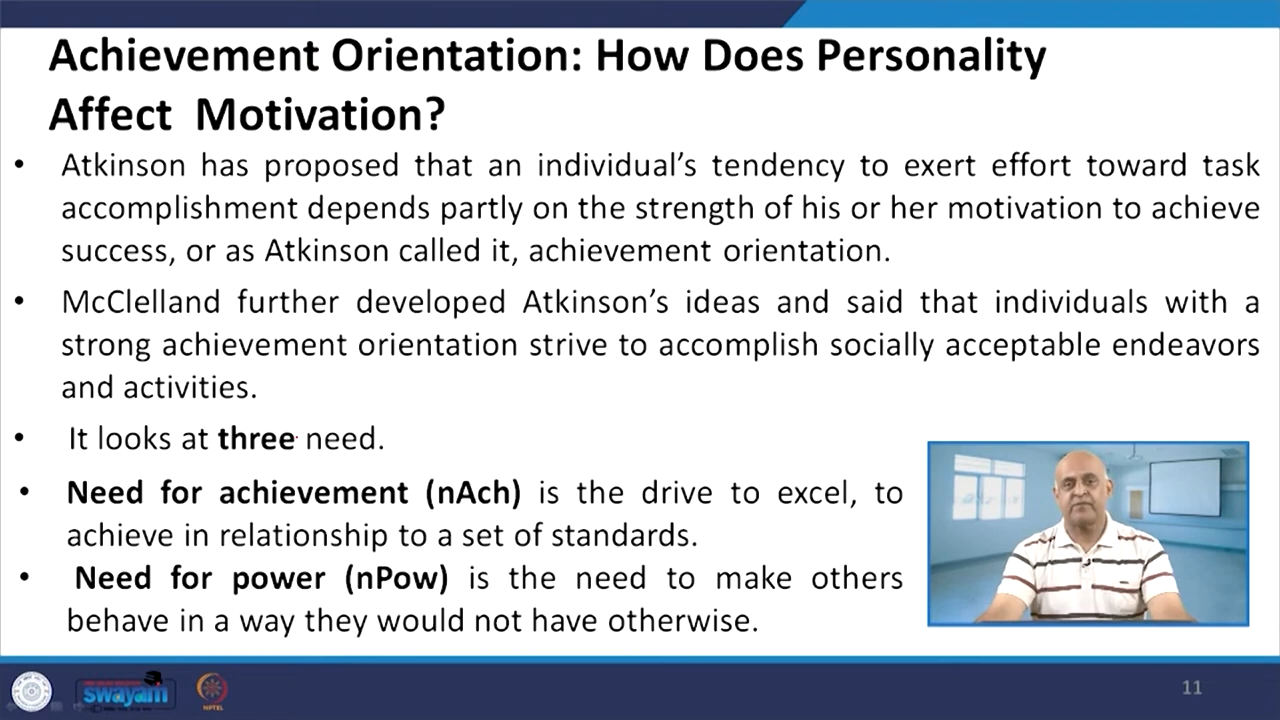 Achievement Orientation: How Does Personality
Affect Motivation?
• Atkinson has proposed that an individual's tendency to exert effort toward task
accomplishment depends partly on the strength of his or her motivation to achieve
success, or as Atkinson called it, achievement orientation.
• McClelland further developed Atkinson's ideas and said that individuals with a
strong achievement orientation strive to accomplish socially acceptable endeavors
and activities.
• It looks at three need.
• Need for achievement (nAch) is the drive to excel, to
achieve in relationship to a set of standards.
• Need for power (nPow) is the need to make others
behave in a way they would not have otherwise.
swayam
NPTEL
11